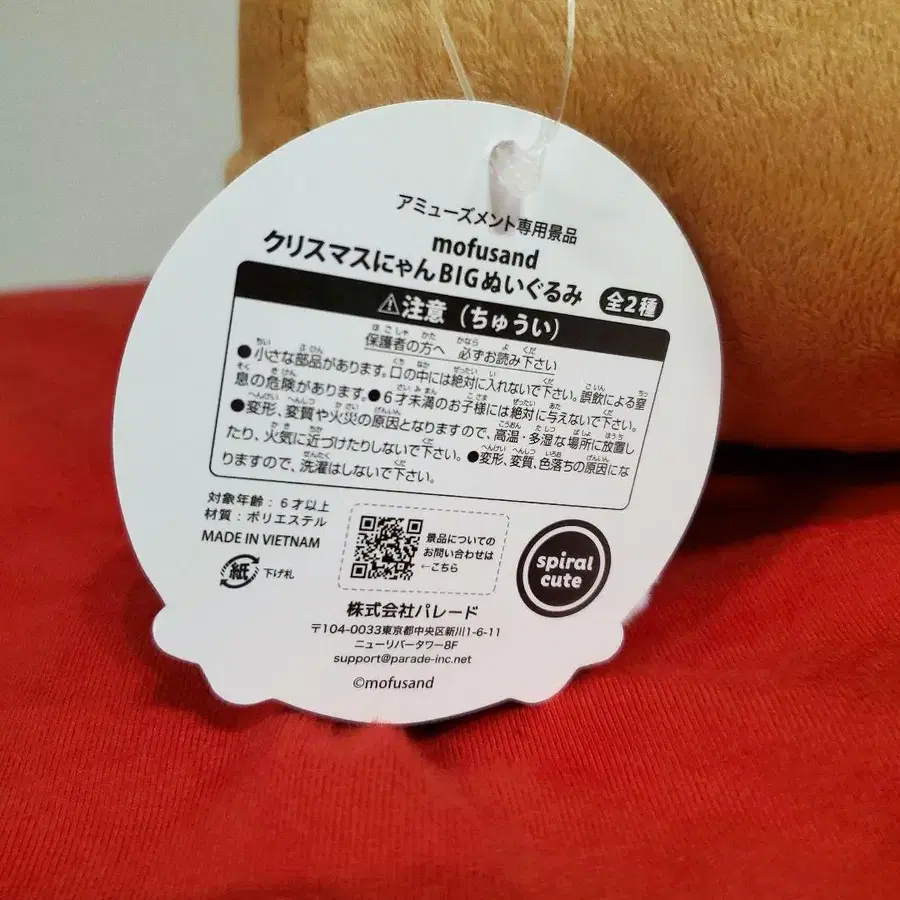 アミューズメント専用景品
mofusand
クリスマスにゃんBIGぬいぐるみ 全2種
⚠注意（ちゅうい）
保護者の方へ 必ずお読み下さい
●小さな部品があります。口の中には絶対に入れないで下さい。誤飲による窒
息の危険があります。●6才未満のお子様には絶対に与えないで下さい。
●変形、変質や火災の原因となりますので、高温・多湿な場所に放置し
たり、火気に近づけたりしないで下さい。●変形、変質、色落ちの原因にな
りますので、洗濯はしないで下さい。
対象年齢：6才以上
材質：ポリエステル
MADE IN VIETNAM
紙 下げ札
景品についての
お問い合わせは
←こちら
spiral
cute
株式会社パレード
〒104-0033東京都中央区新川1-6-11
ニューリバータワー8F
support@parade-inc.net
©mofusand